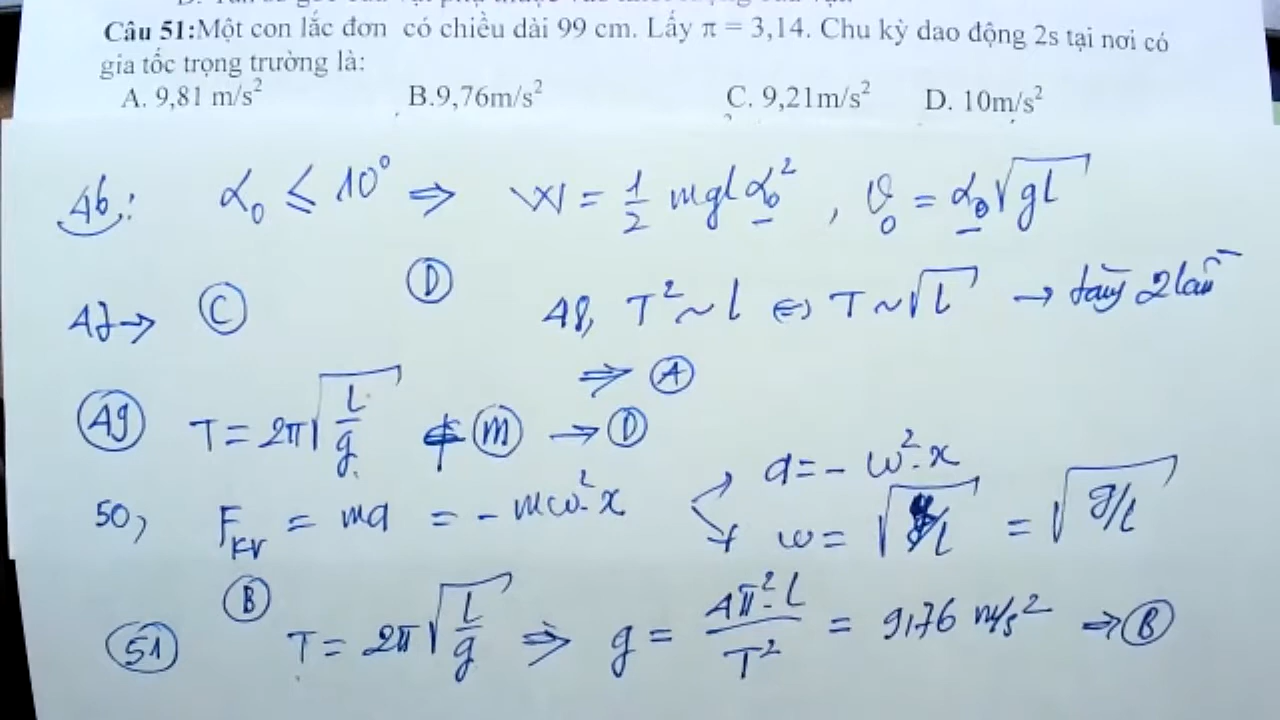 Câu 51:Một con lắc đơn có chiều dài 99 cm. Lấy π = 3,14. Chu kỳ dao động 2s tại nơi có
gia tốc trọng trường là:
A. 9,81 m/s² B.9,76m/s² C. 9,21m/s² D. 10m/s²
46: α₀ ≤ 10° ⇒ W = 1/2 mglα₀², v₀ = α₀√gl
D
47→ C 48, T² ~ l ⇔ T ~ √l → tăng 2 lần
⇒ A
49 T = 2π√(l/g) ∉ m → D
50, F_kv = ma = - mω².x a = - ω².x
ω = √ /l = √g/l
B
51 T = 2π√(l/g) ⇒ g = 4π².l/T² = 9,76 m/s² ⇒ B